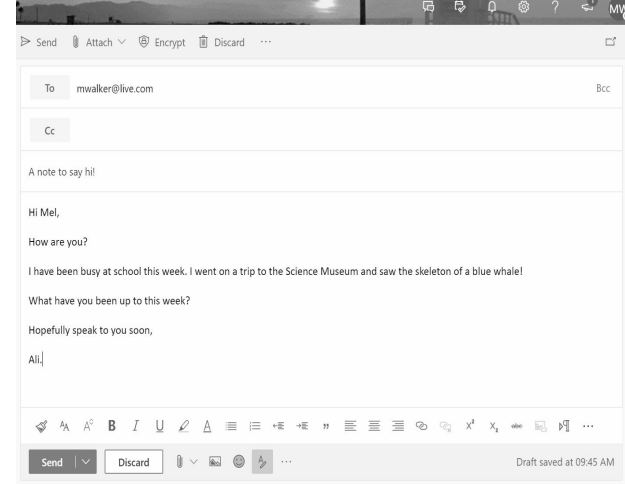 MW
Send Attach Encrypt Discard ...
To mwalker@live.com Bcc
Cc
A note to say hi!
Hi Mel,
How are you?
I have been busy at school this week. I went on a trip to the Science Museum and saw the skeleton of a blue whale!
What have you been up to this week?
Hopefully speak to you soon,
Ali.
Send Discard ... Draft saved at 09:45 AM